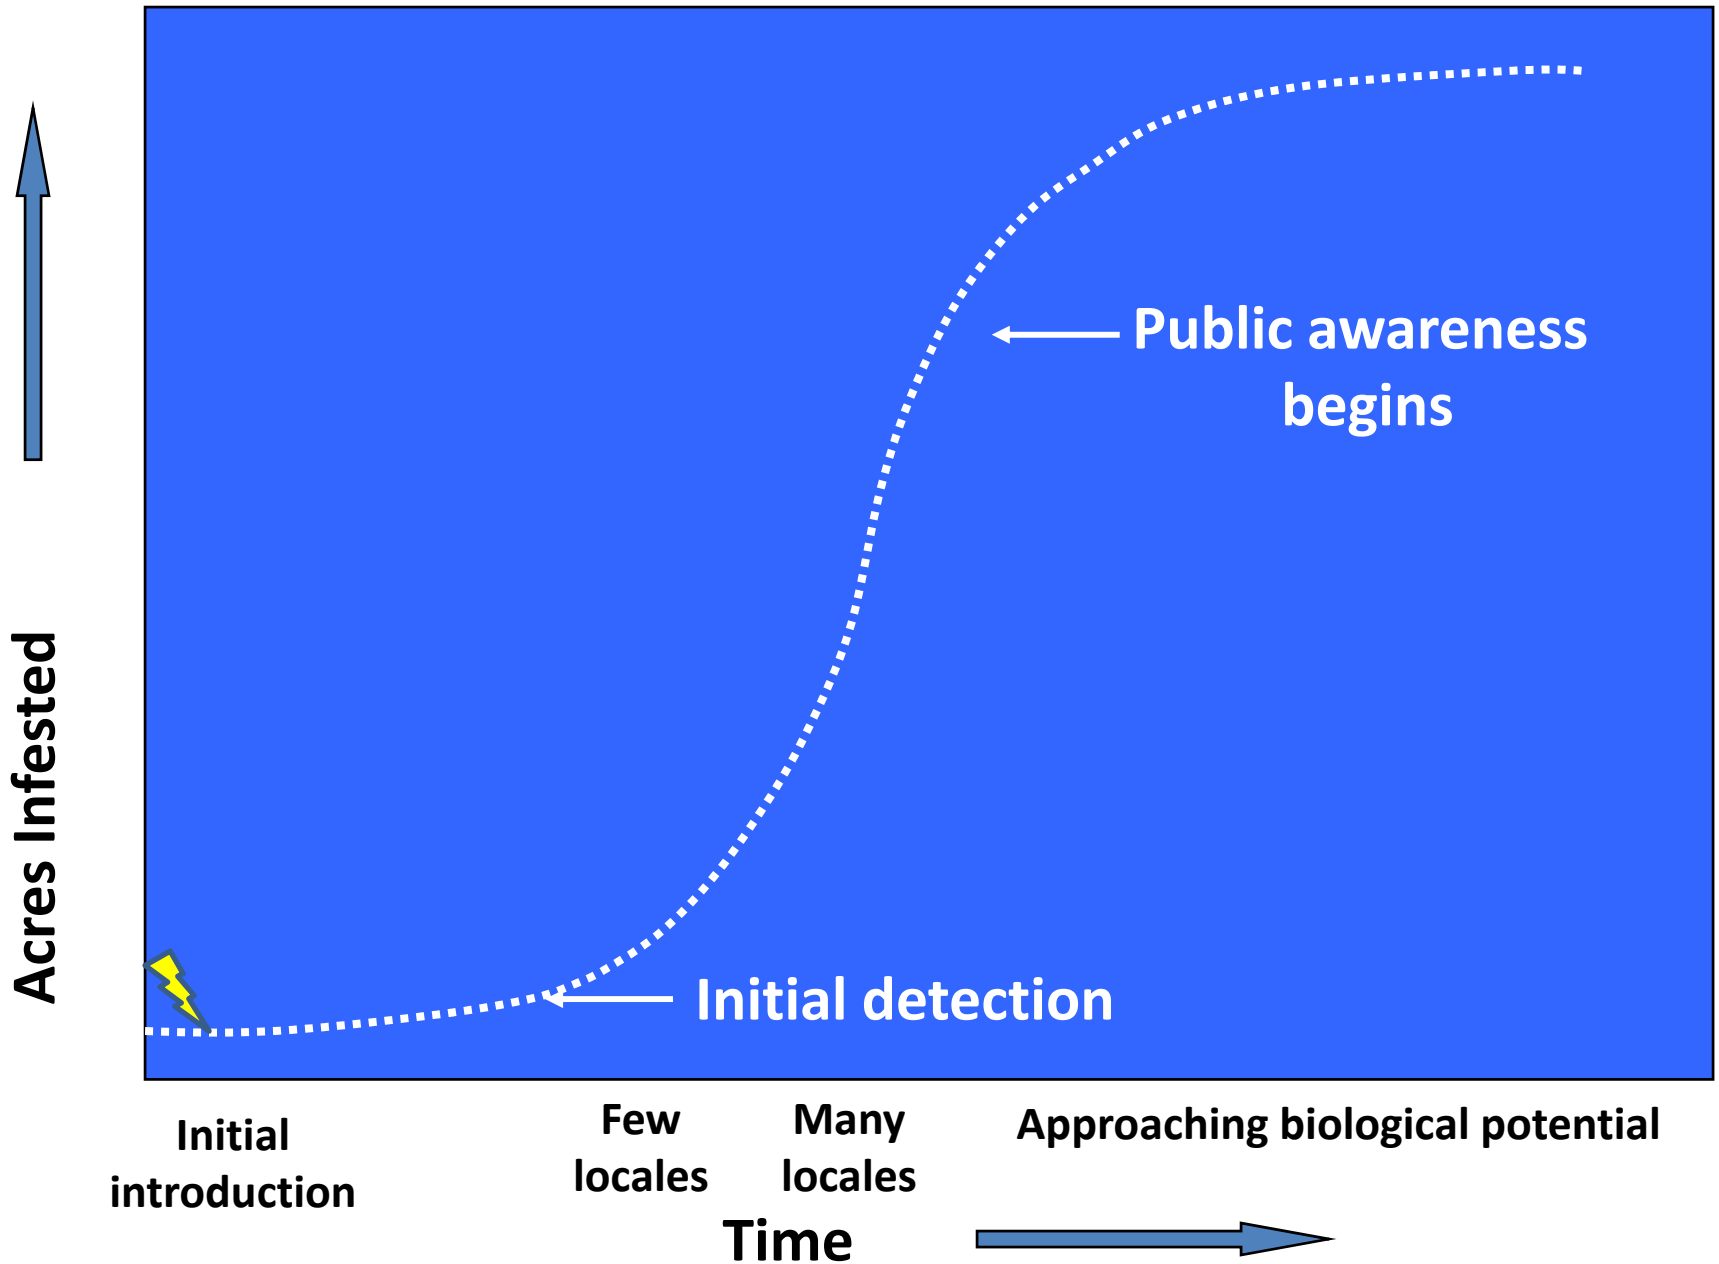 Public awareness
begins
Acres Infested
Initial detection
Initial
introduction
Few
locales
Many
locales
Approaching biological potential
Time